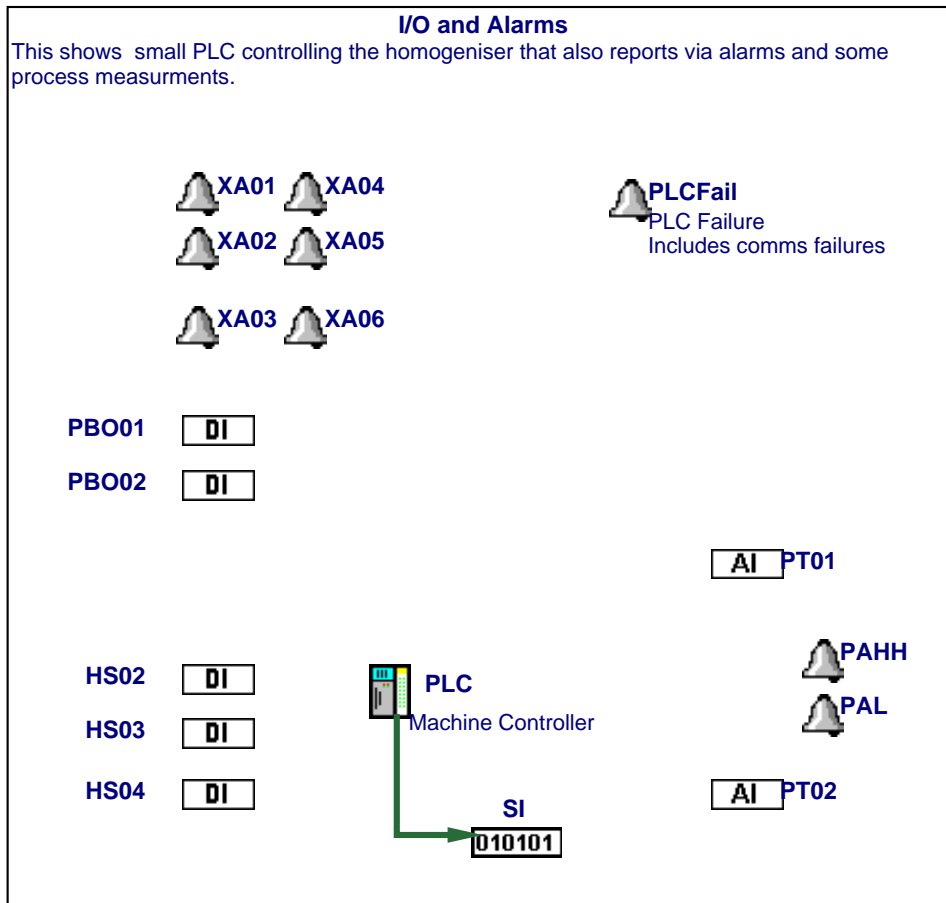 I/O and Alarms
This shows  small PLC controlling the homogeniser that also reports via alarms and some
process measurments.
XA01 XA04
PLCFail
PLC Failure
Includes comms failures
XA02 XA05
XA03 XA06
PBO01 DI
PBO02 DI
AI PT01
PAHH
HS02 DI
PLC
Machine Controller
PAL
HS03 DI
HS04 DI
AI PT02
SI
010101